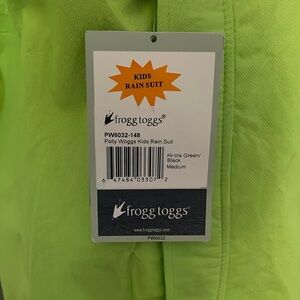 KIDS
RAIN SUIT
frogg toggs®
PW6032-148
Polly Woggs Kids Rain Suit
Hi-Vis Green/
Black
Medium
6 47484 03307 2
frogg toggs®
www.froggtoggs.com
PW6032